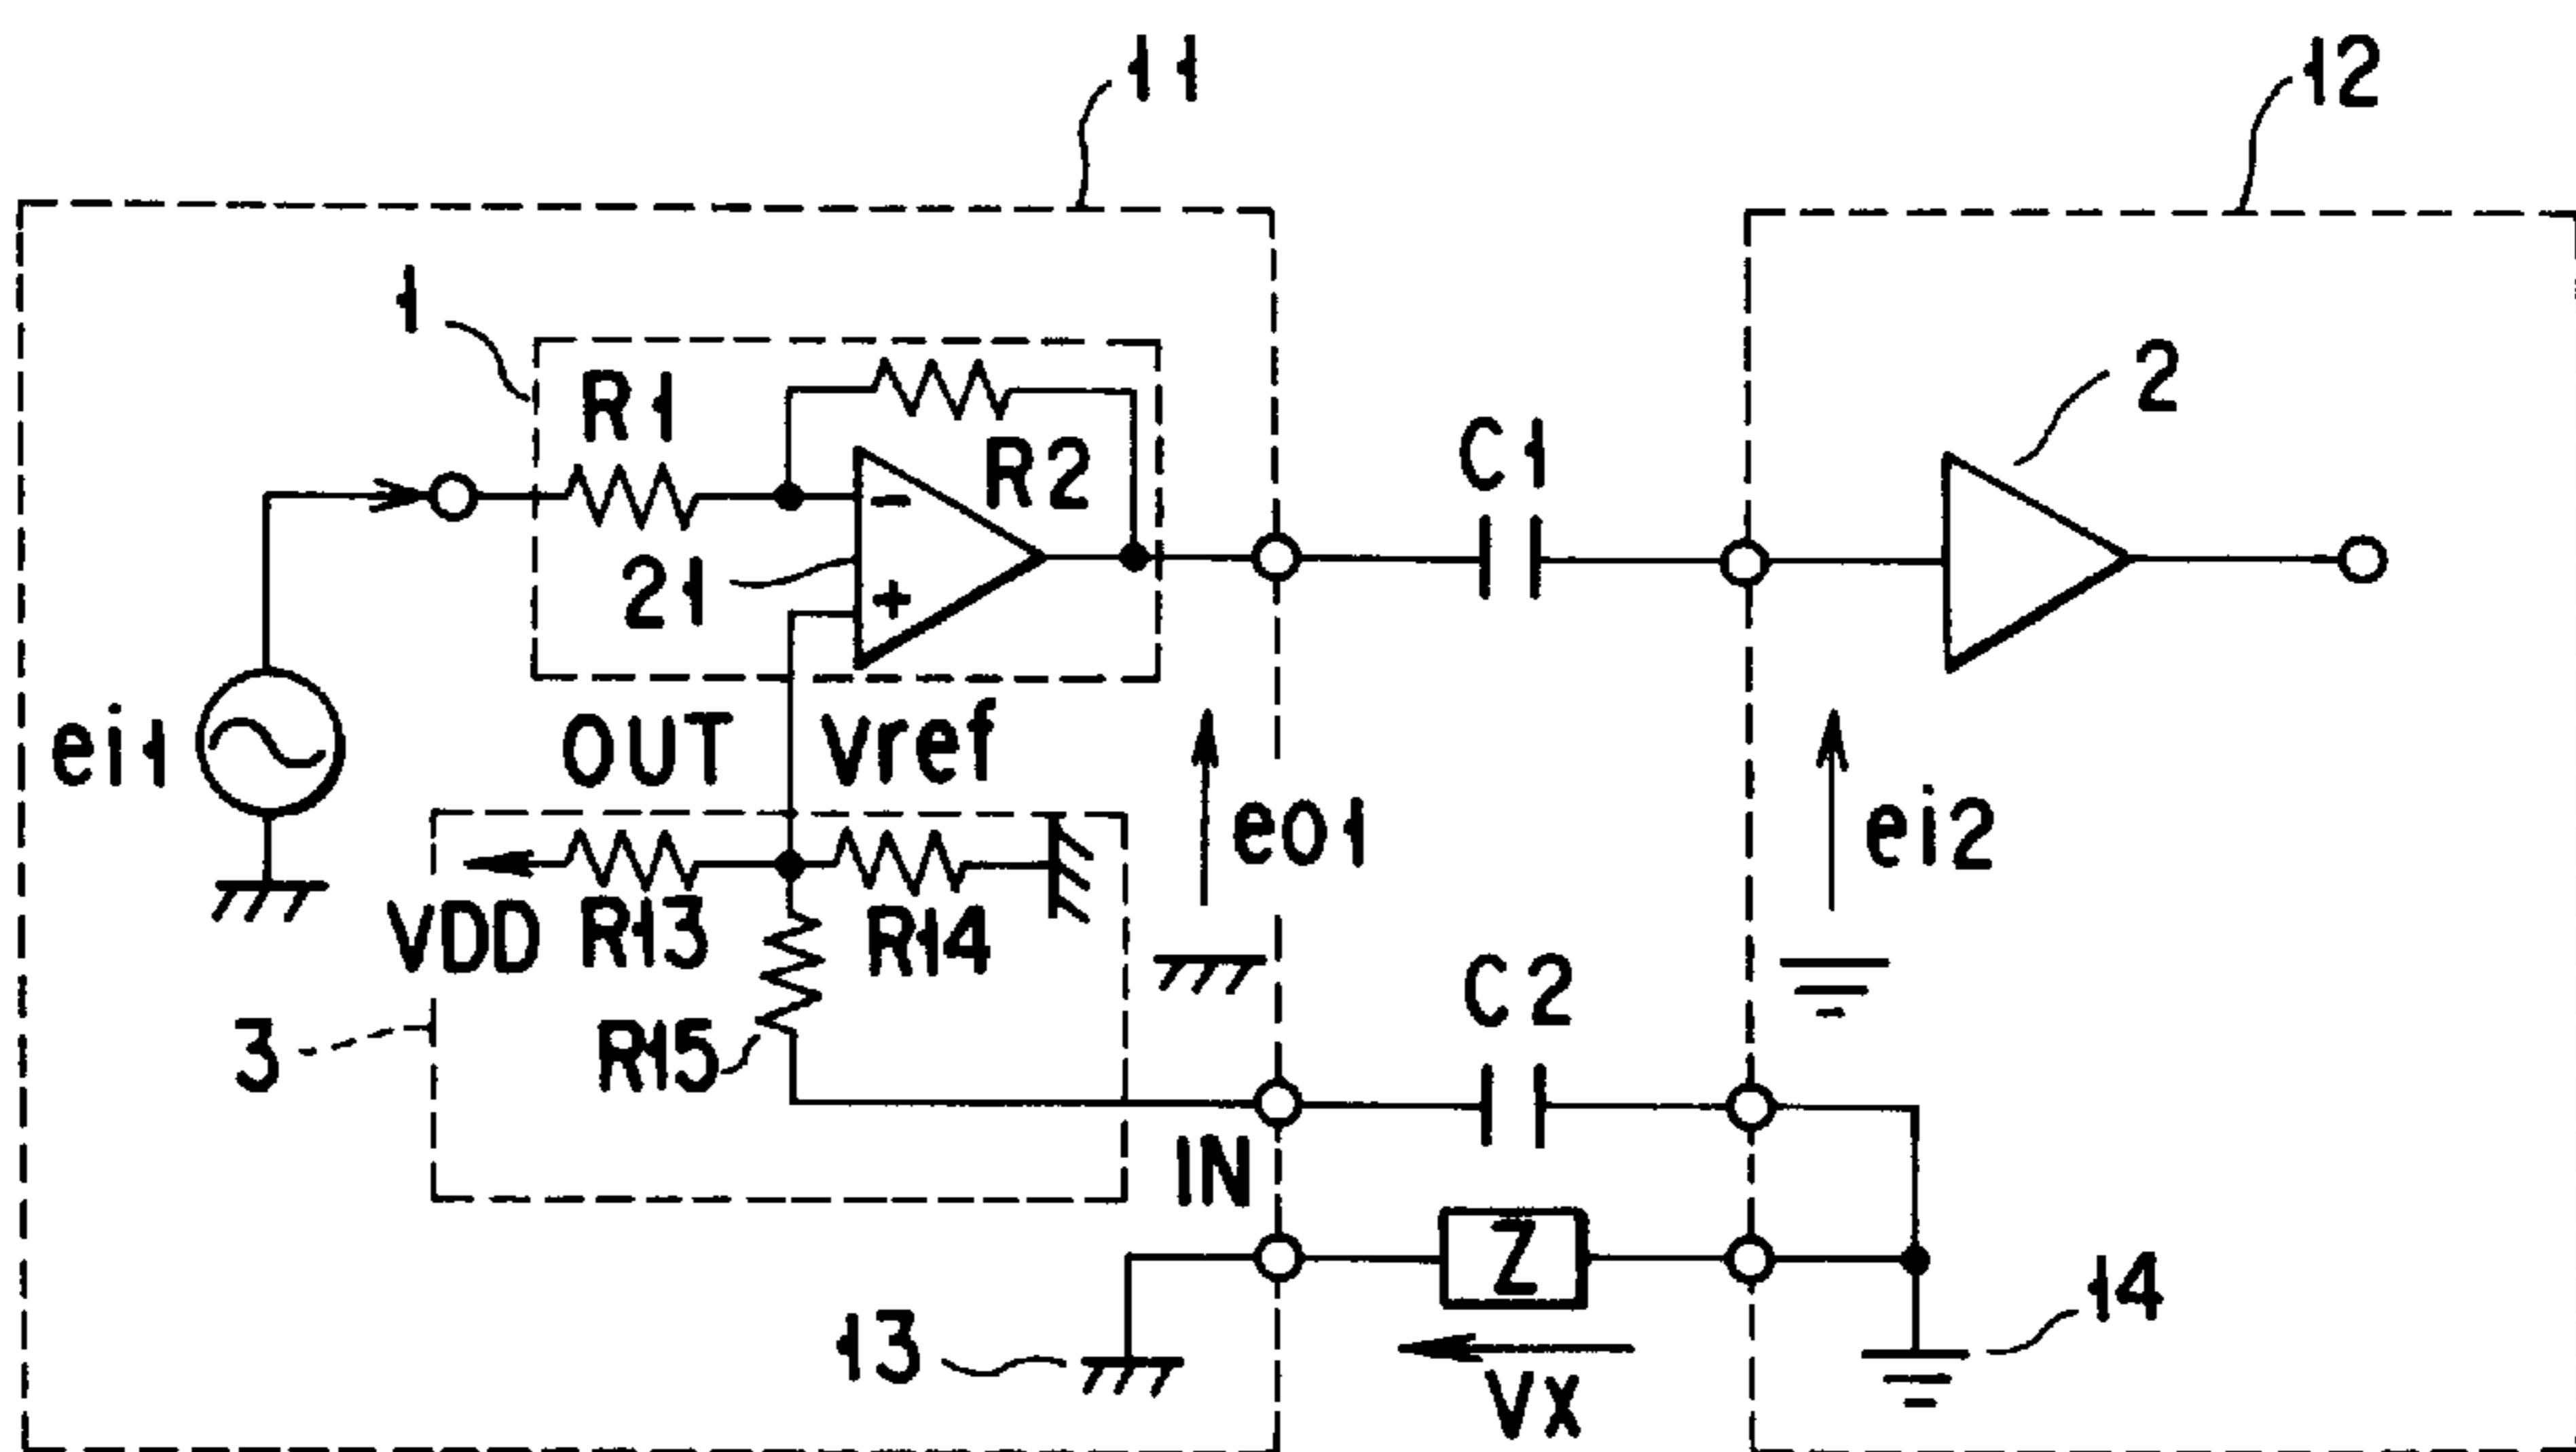 11
12
1
R1
2
R2
C1
21
-
+
ei1
OUT Vref
eo1
ei2
VDD R13 R14
C2
3
R15
IN
Z
13
14
VX